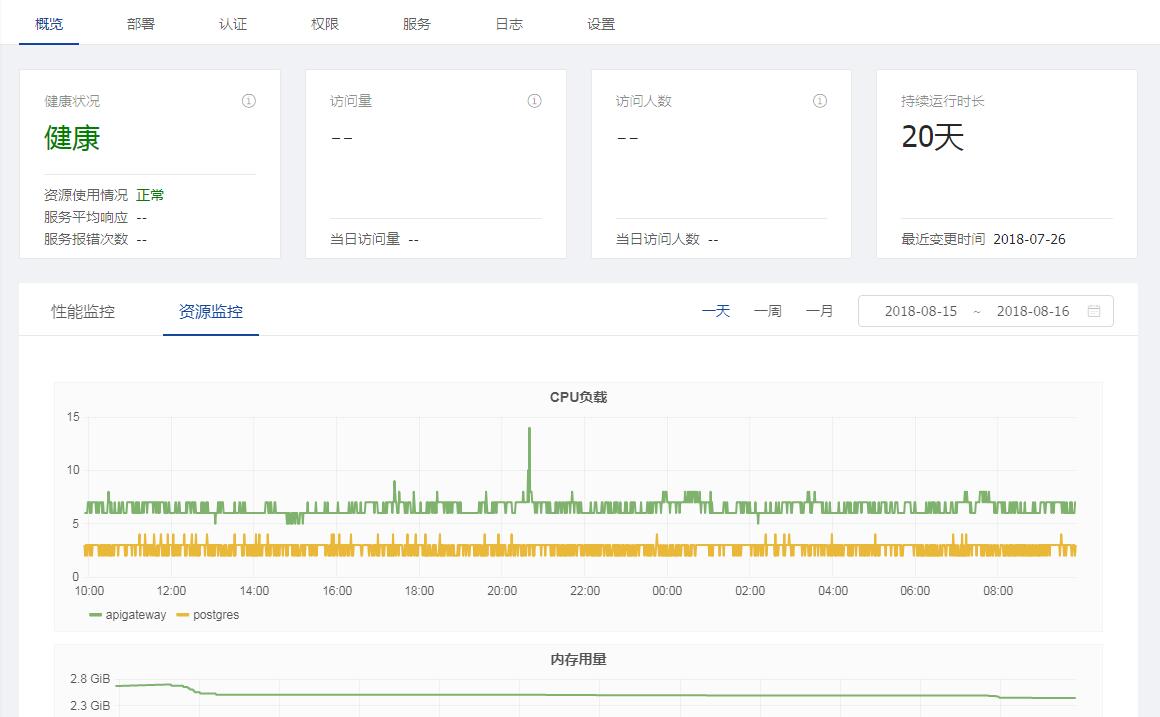 概览 部署 认证 权限 服务 日志 设置
健康状况 访问量 访问人数 持续运行时长
健康 -- -- 20天
资源使用情况 正常
服务平均响应 --
服务报错次数 -- 当日访问量 -- 当日访问人数 -- 最近变更时间 2018-07-26
性能监控 资源监控 一天 一周 一月 2018-08-15 ~ 2018-08-16
CPU负载
15
10
5
0
10:00 12:00 14:00 16:00 18:00 20:00 22:00 00:00 02:00 04:00 06:00 08:00
apigateway postgres
内存用量
2.8 GiB
2.3 GiB